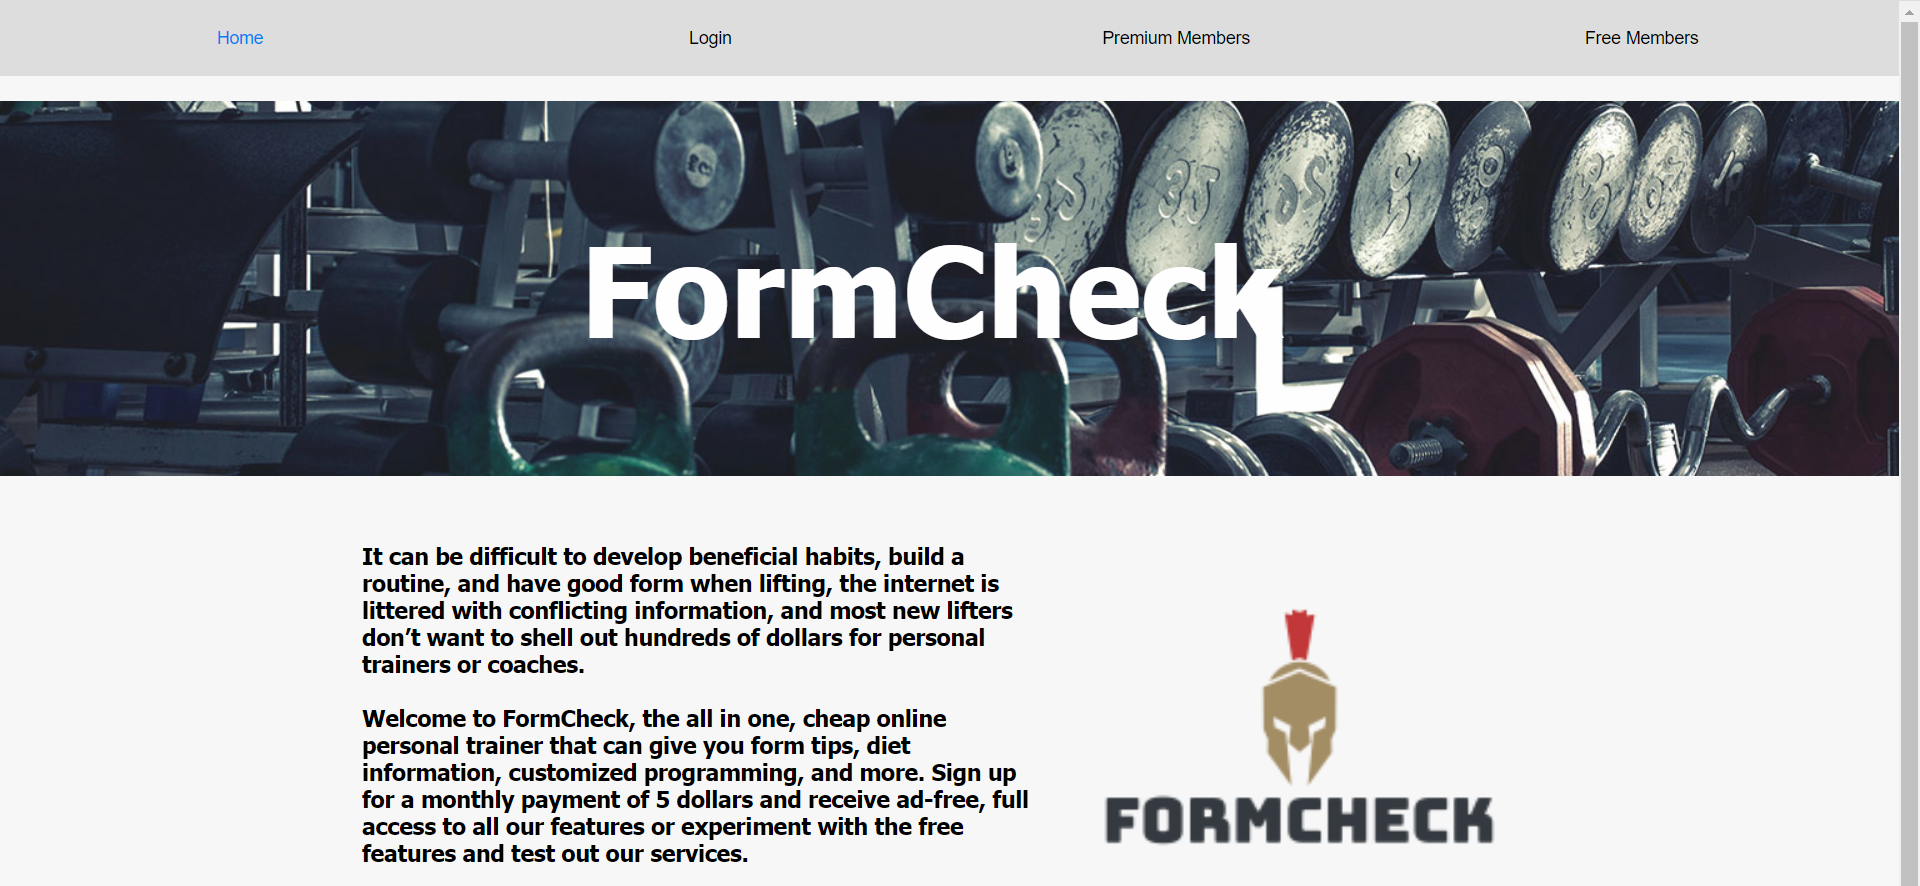 Home Login Premium Members Free Members
FormCheck
It can be difficult to develop beneficial habits, build a
routine, and have good form when lifting, the internet is
littered with conflicting information, and most new lifters
don’t want to shell out hundreds of dollars for personal
trainers or coaches.
Welcome to FormCheck, the all in one, cheap online
personal trainer that can give you form tips, diet
information, customized programming, and more. Sign up
for a monthly payment of 5 dollars and receive ad-free, full
access to all our features or experiment with the free
features and test out our services.
FORMCHECK